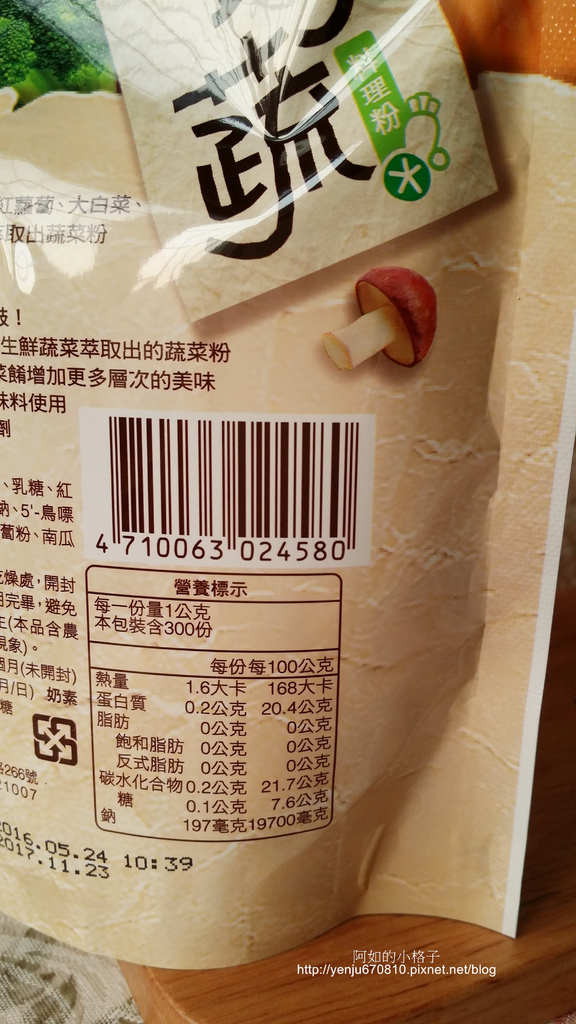 蔬
料理粉
紅蘿蔔、大白菜、
萃取出蔬菜粉
生鮮蔬菜萃取出的蔬菜粉
菜餚增加更多層次的美味
味料使用
劑
、乳糖、紅
鈉、5'-鳥嘌
葡粉、南瓜
4 710063 024580
乾燥處,開封
用完畢,避免
生(本品含農
現象)。
個月(未開封)
月/日) 奶素
糖
營養標示
每一份量1公克
本包裝含300份
每份 每100公克
熱量 1.6大卡 168大卡
蛋白質 0.2公克 20.4公克
脂肪 0公克 0公克
飽和脂肪 0公克 0公克
反式脂肪 0公克 0公克
碳水化合物 0.2公克 21.7公克
糖 0.1公克 7.6公克
鈉 197毫克 19700毫克
路266號
21007
2016.05.24 10:39
2017.11.23
阿如的小格子
http://yenju670810.pixnet.net/blog